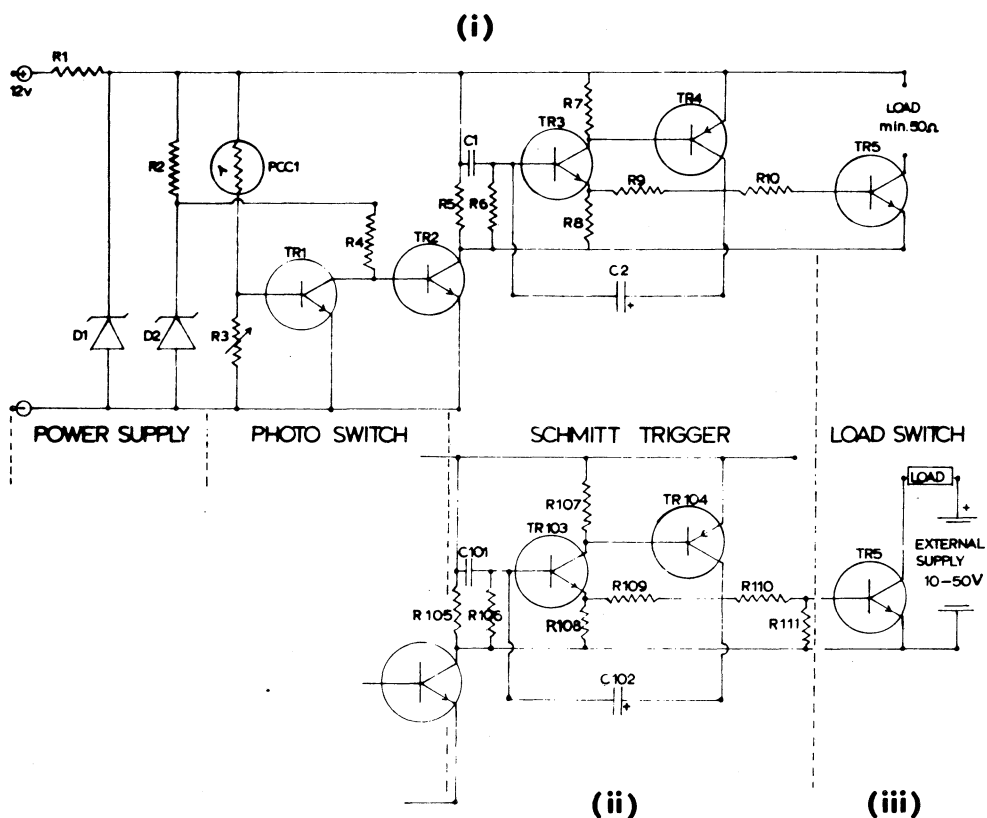 (i)
R1
12v
R2
PCC1
R4
R3
D1
D2
TR1
TR2
C1
R5
R6
R7
TR3
TR4
R8
R9
R10
C2
+
TR5
LOAD
min.50Ω
POWER SUPPLY
PHOTO SWITCH
SCHMITT TRIGGER
LOAD SWITCH
R107
TR103
TR104
C101
R105
R106
R108
R109
R110
R111
C102
+
TR5
LOAD
+
EXTERNAL
SUPPLY
10-50V
(ii)
(iii)